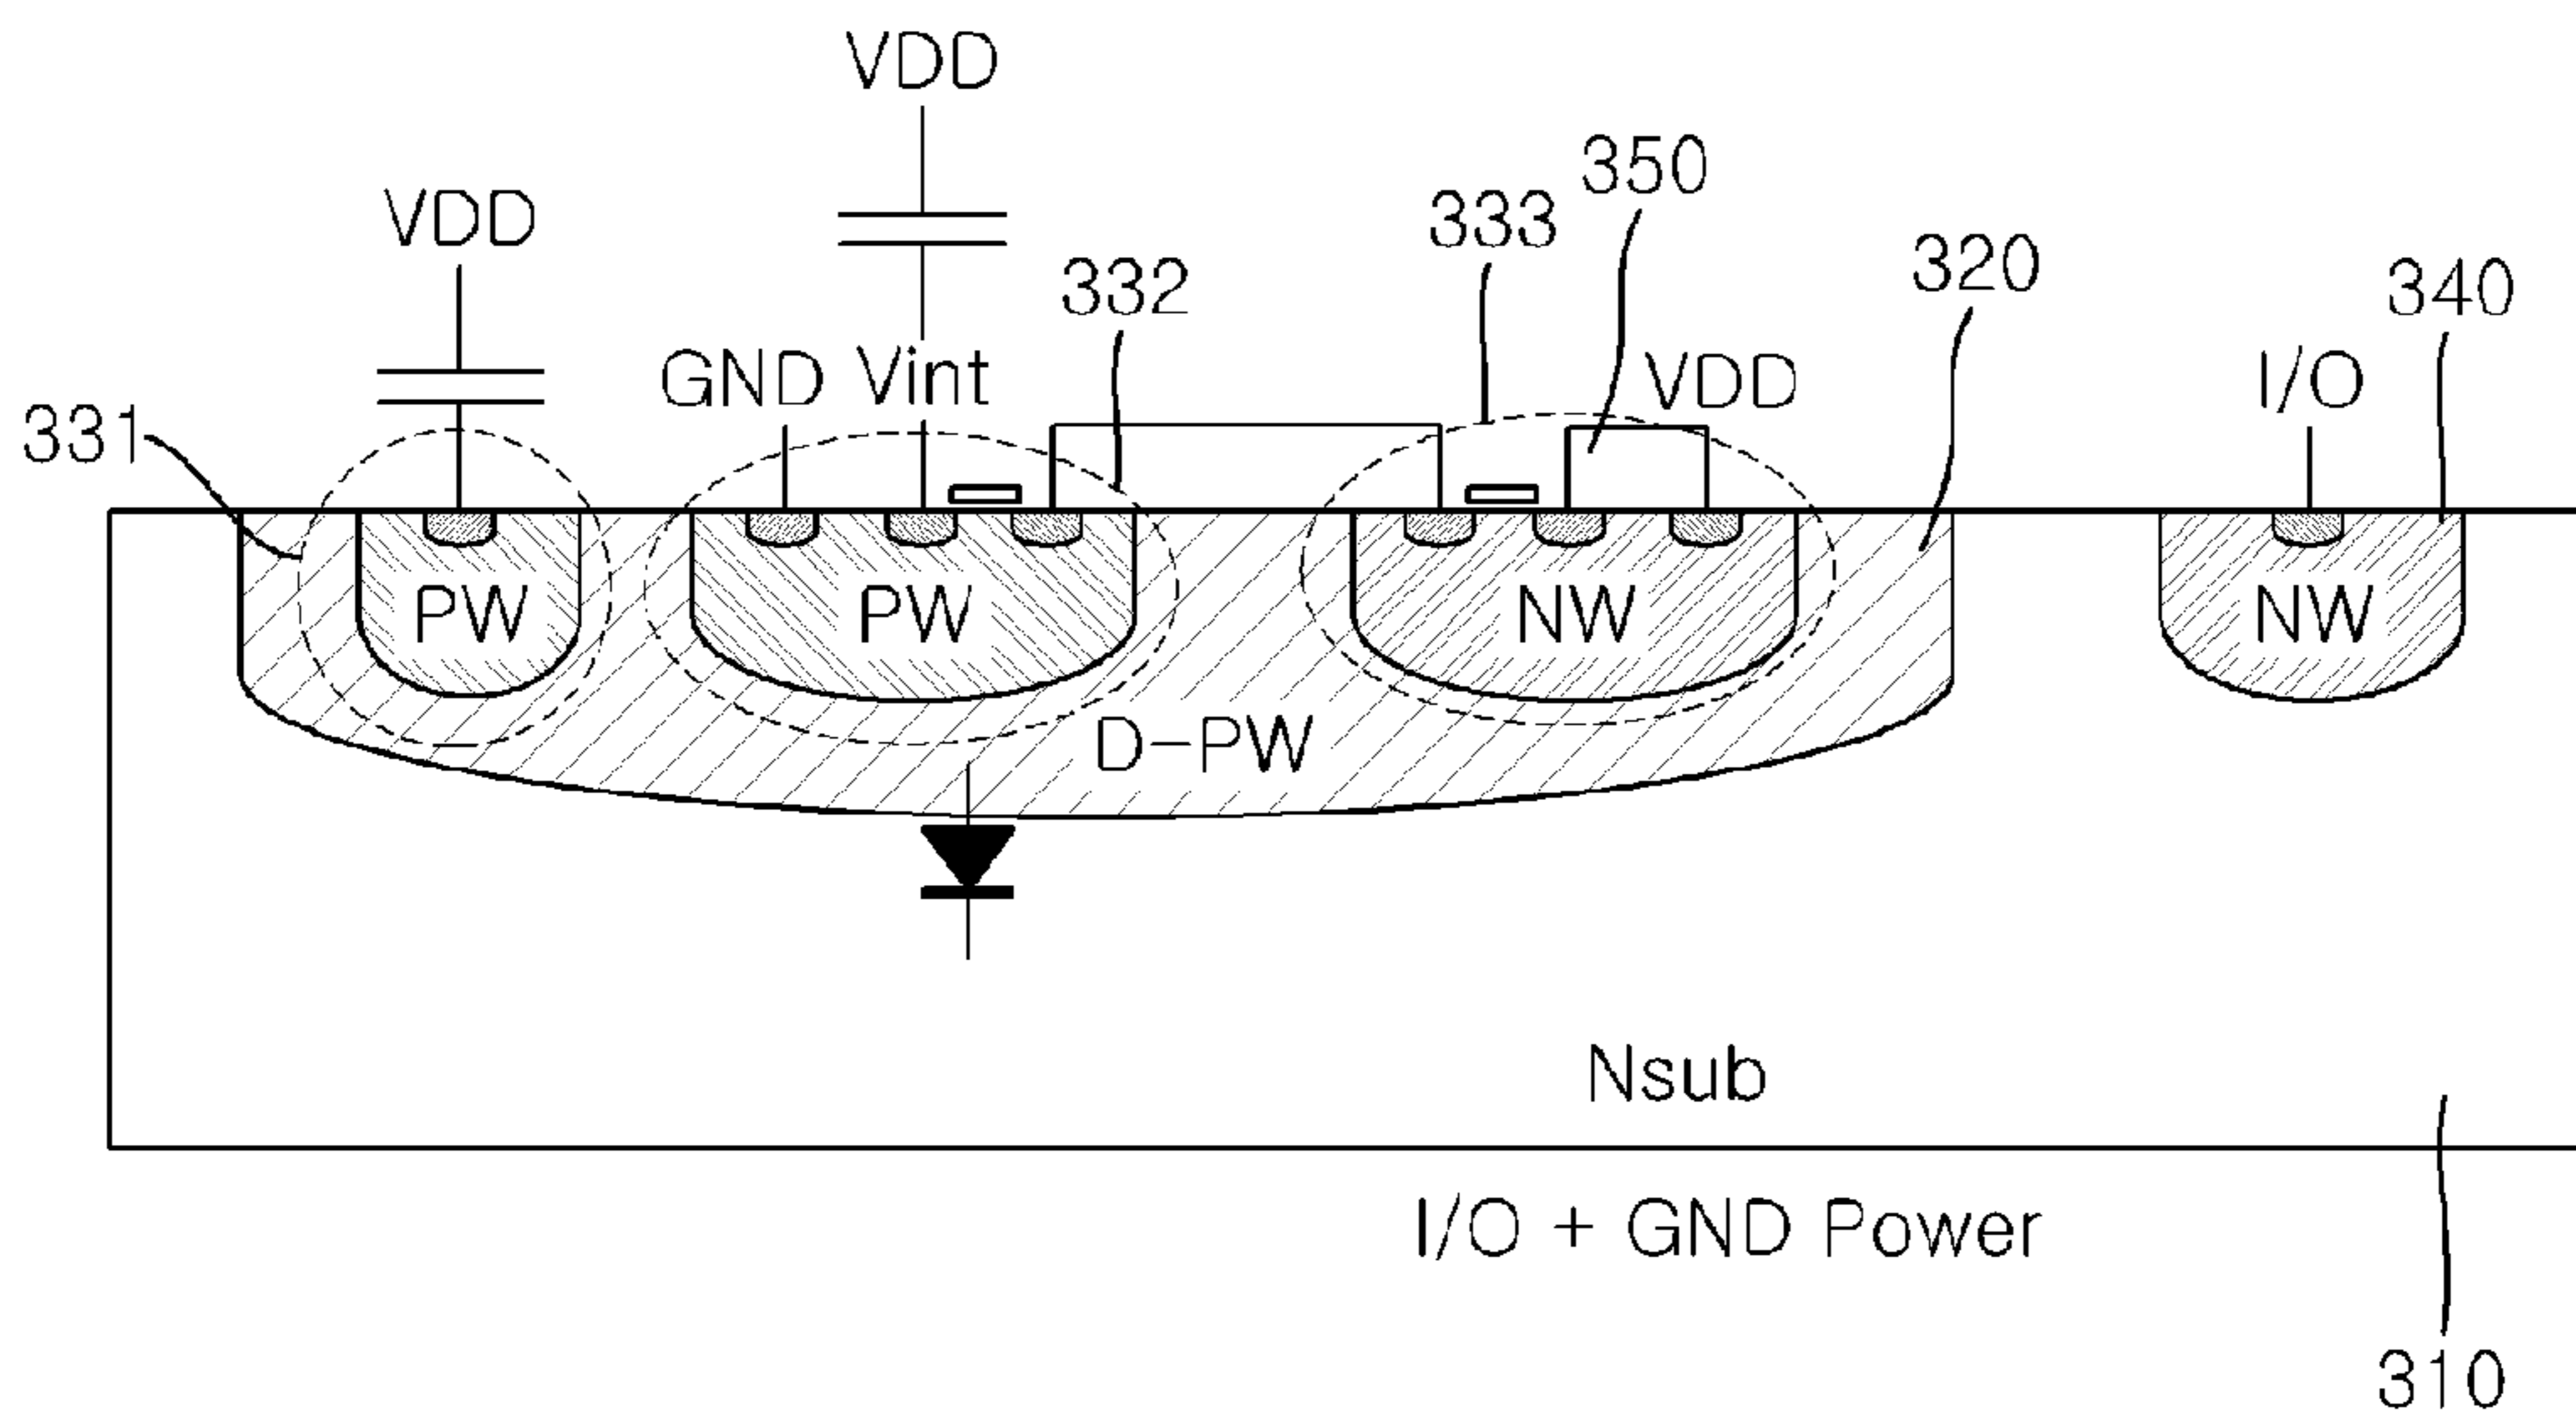 VDD
350
VDD
333
320
332
340
GND Vint
VDD
I/O
331
PW
PW
NW
NW
D-PW
Nsub
I/O + GND Power
310